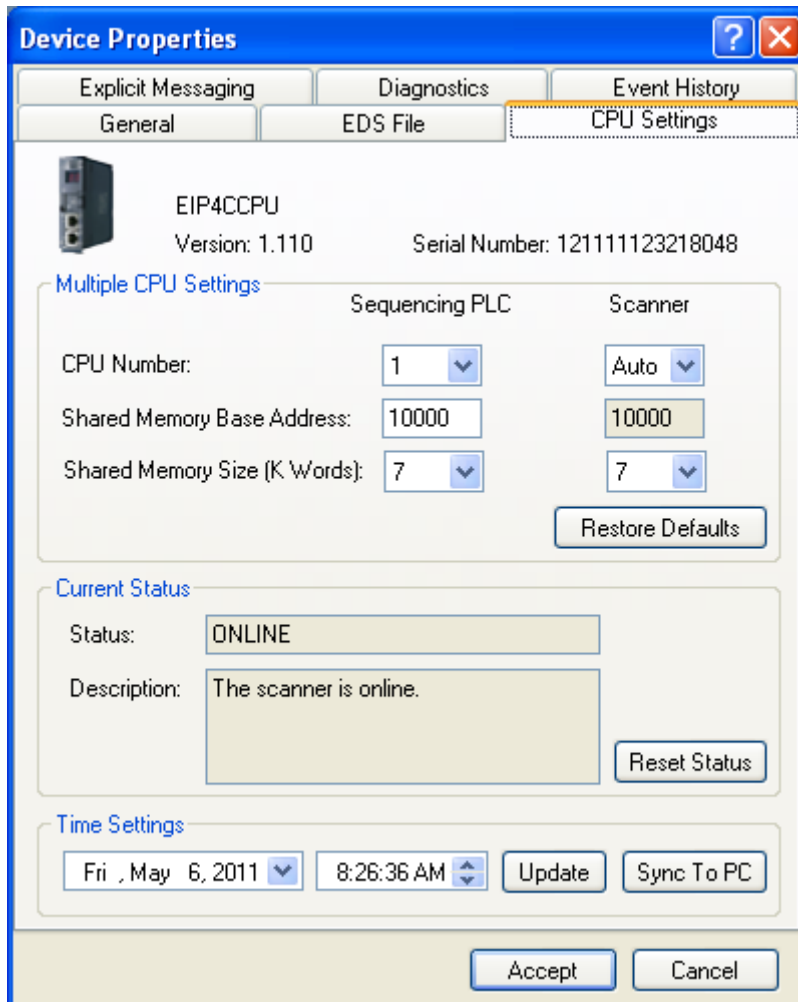 Device Properties
Explicit Messaging Diagnostics Event History
General EDS File CPU Settings
EIP4CCPU
Version: 1.110 Serial Number: 121111123218048
Multiple CPU Settings
Sequencing PLC Scanner
CPU Number: 1 Auto
Shared Memory Base Address: 10000 10000
Shared Memory Size (K Words): 7 7
Restore Defaults
Current Status
Status: ONLINE
Description: The scanner is online.
Reset Status
Time Settings
Fri , May 6, 2011 8:26:36 AM Update Sync To PC
Accept Cancel